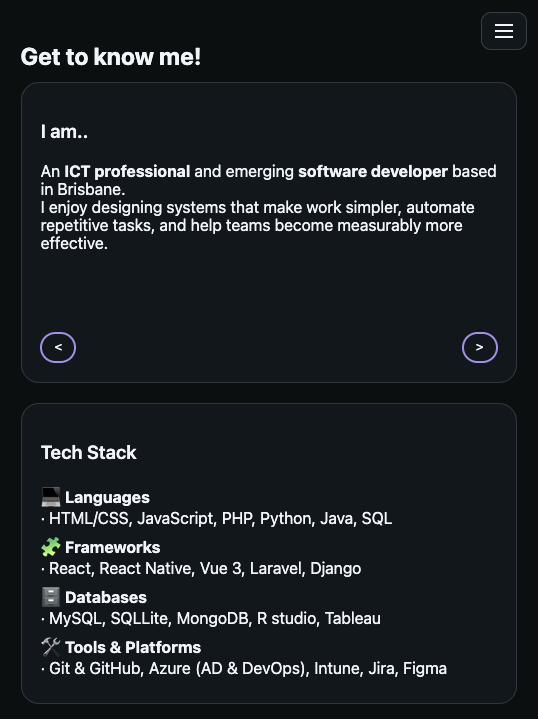 Get to know me!
I am..
An ICT professional and emerging software developer based
in Brisbane.
I enjoy designing systems that make work simpler, automate
repetitive tasks, and help teams become measurably more
effective.
< >
Tech Stack
💻 Languages
· HTML/CSS, JavaScript, PHP, Python, Java, SQL
🧩 Frameworks
· React, React Native, Vue 3, Laravel, Django
🗄️ Databases
· MySQL, SQLLite, MongoDB, R studio, Tableau
🛠️ Tools & Platforms
· Git & GitHub, Azure (AD & DevOps), Intune, Jira, Figma